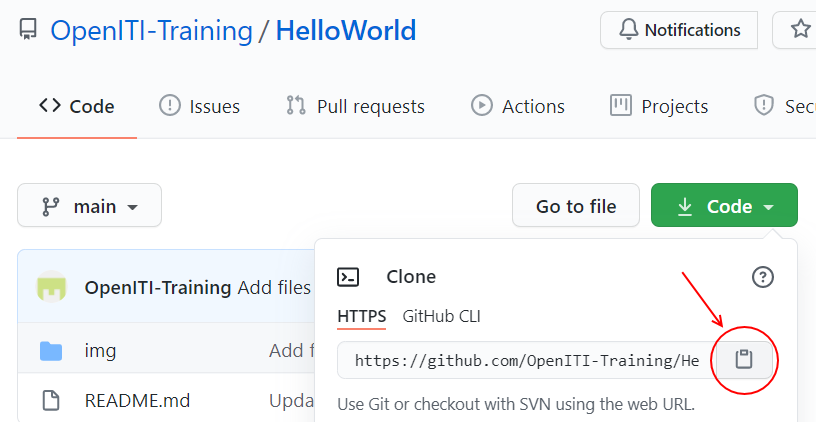 OpenITI-Training / HelloWorld
Notifications
Code Issues Pull requests Actions Projects Sec
main Go to file Code
Clone
OpenITI-Training Add files
HTTPS GitHub CLI
img Add f
https://github.com/OpenITI-Training/He
README.md Upda
Use Git or checkout with SVN using the web URL.